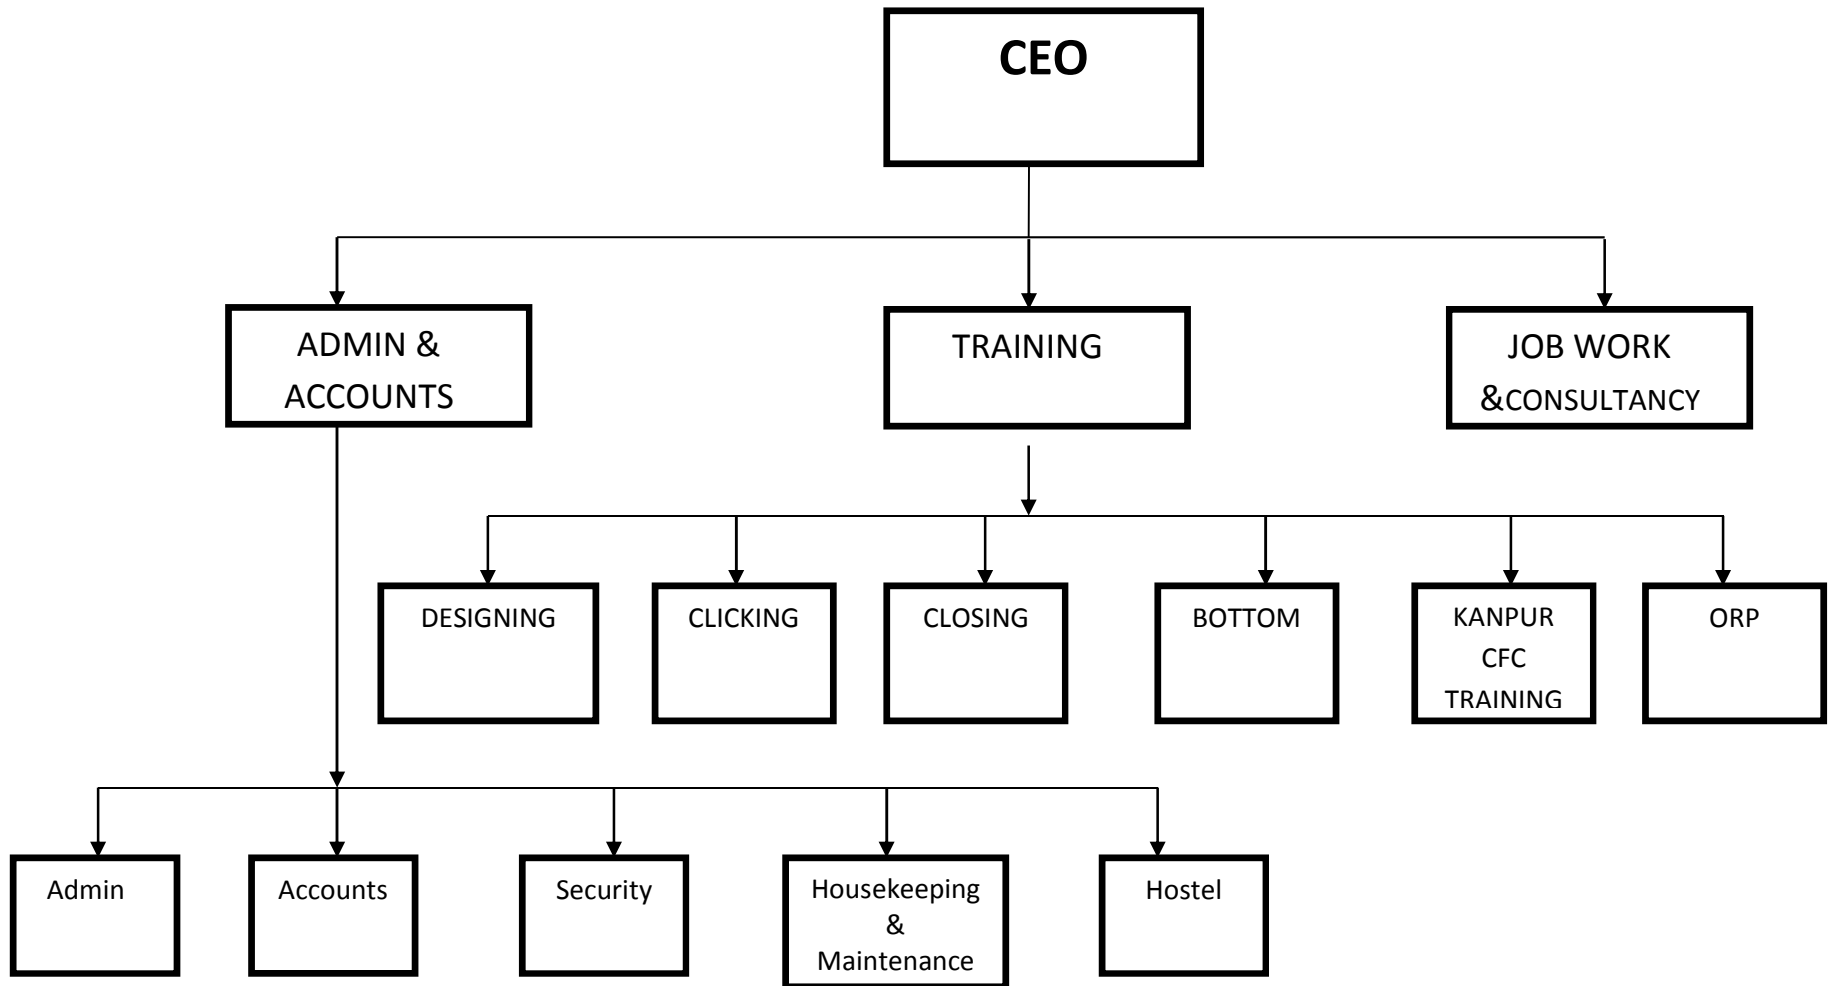 CEO
ADMIN &
ACCOUNTS
TRAINING
JOB WORK
&CONSULTANCY
DESIGNING
CLICKING
CLOSING
BOTTOM
KANPUR
CFC
TRAINING
ORP
Admin
Accounts
Security
Housekeeping
&
Maintenance
Hostel